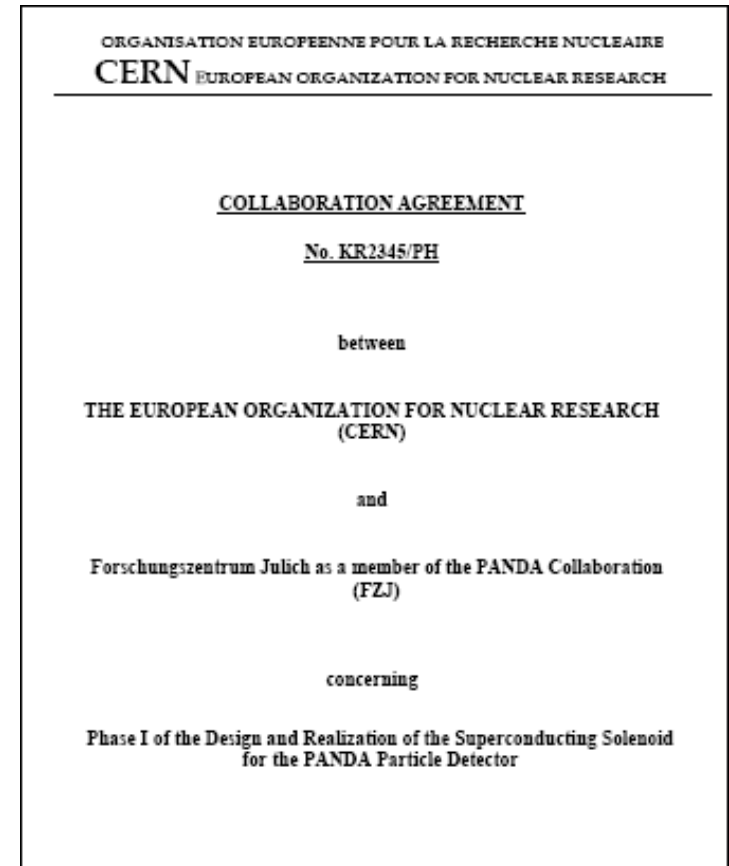 ORGANISATION EUROPEENNE POUR LA RECHERCHE NUCLEAIRE
CERN EUROPEAN ORGANIZATION FOR NUCLEAR RESEARCH
COLLABORATION AGREEMENT
No. KR2345/PH
between
THE EUROPEAN ORGANIZATION FOR NUCLEAR RESEARCH
(CERN)
and
Forschungszentrum Julich as a member of the PANDA Collaboration
(FZJ)
concerning
Phase I of the Design and Realization of the Superconducting Solenoid
for the PANDA Particle Detector